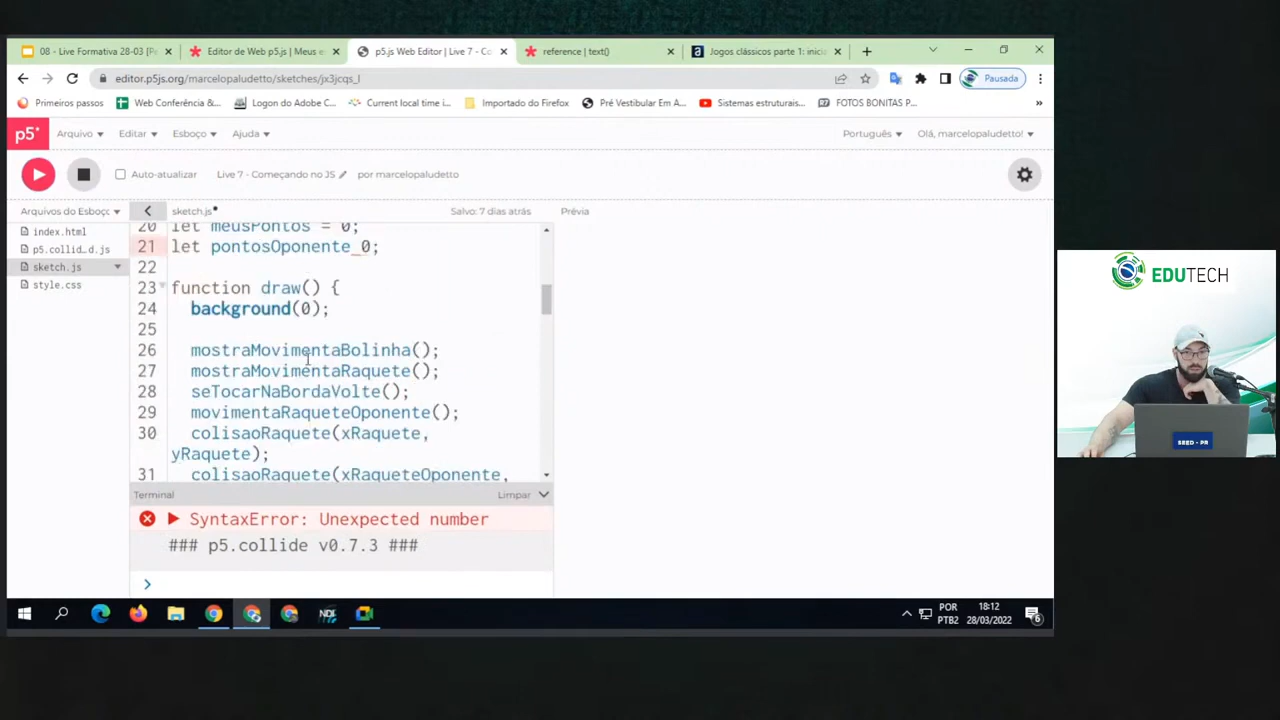 08 - Live Formativa 28-03 [Pe
Editor de Web p5.js | Meus e
p5.js Web Editor | Live 7 - Co
reference | text()
Jogos clássicos parte 1: inicia
editor.p5js.org/marcelopaludetto/sketches/jx3jcqs_l
Pausada
Primeiros passos
Web Conferência &...
Logon do Adobe C...
Current local time i...
Importado do Firefox
Pré Vestibular Em A...
Sistemas estruturais...
FOTOS BONITAS P...
»
p5*
Arquivo
Editar
Esboço
Ajuda
Português
Olá, marcelopaludetto!
Auto-atualizar
Live 7 - Começando no JS
por marcelopaludetto
Arquivos do Esboç
sketch.js
Salvo: 7 dias atrás
Prévia
index.html
p5.collid…d.js
sketch.js
style.css
20 let meusPontos = 0;
21 let pontosOponente_0;
22
23 function draw() {
24 background(0);
25
26 mostraMovimentaBolinha();
27 mostraMovimentaRaquete();
28 seTocarNaBordaVolte();
29 movimentaRaqueteOponente();
30 colisaoRaquete(xRaquete,
yRaquete);
31 colisaoRaquete(xRaqueteOponente,
Terminal
Limpar
SyntaxError: Unexpected number
### p5.collide v0.7.3 ###
>
POR
PTB2
18:12
28/03/2022
6
EDUTECH
SEED - PR